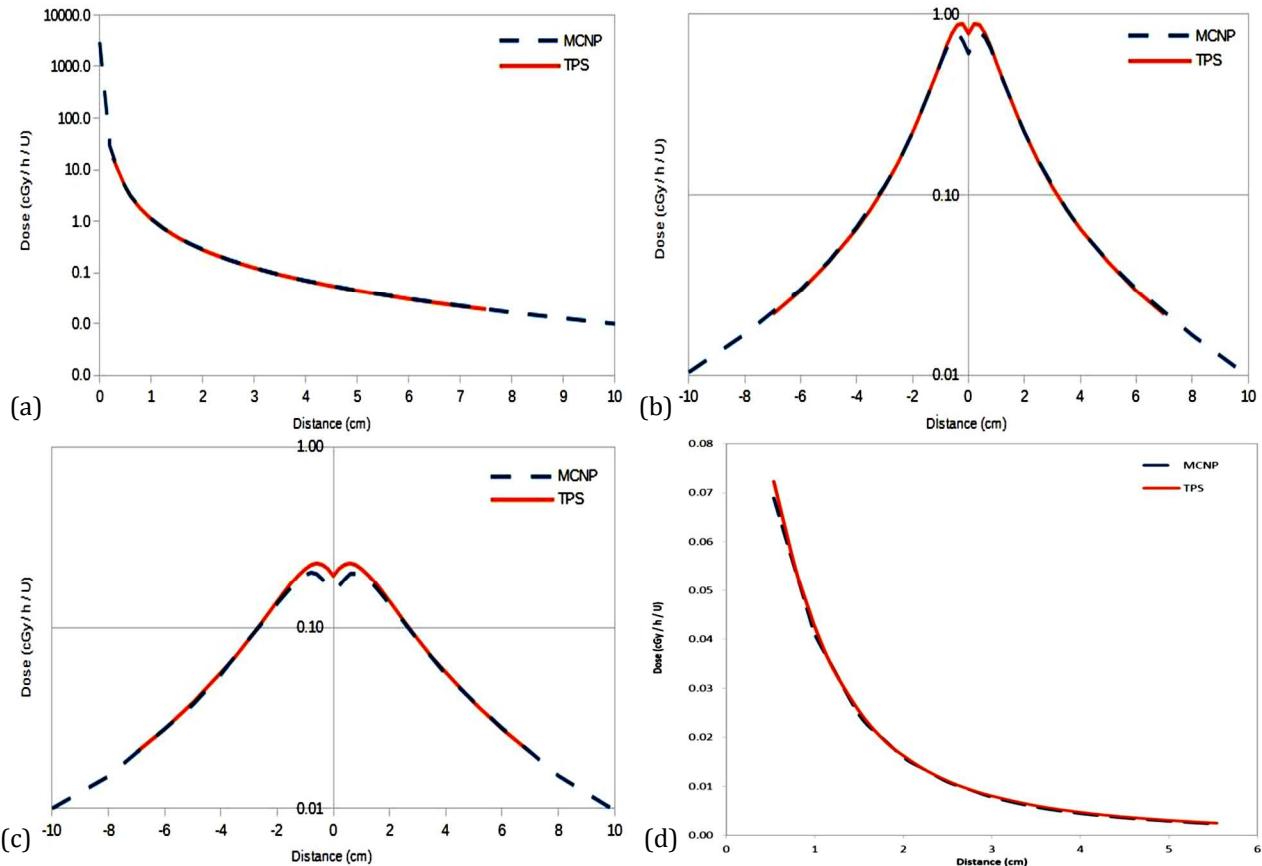 10000.0
1000.0
100.0
10.0
1.0
0.1
0.0
0.0
Dose (cGy / h / U)
MCNP
TPS
0 1 2 3 4 5 6 7 8 9 10
Distance (cm)
(a)
1.00
0.10
0.01
Dose (cGy / h / U)
MCNP
TPS
-10 -8 -6 -4 -2 0 2 4 6 8 10
Distance (cm)
(b)
1.00
0.10
0.01
Dose (cGy / h / U)
MCNP
TPS
-10 -8 -6 -4 -2 0 2 4 6 8 10
Distance (cm)
(c)
0.08
0.07
0.06
0.05
0.04
0.03
0.02
0.01
0.00
Dose (cGy / h / U)
MCNP
TPS
0 1 2 3 4 5 6
Distance (cm)
(d)